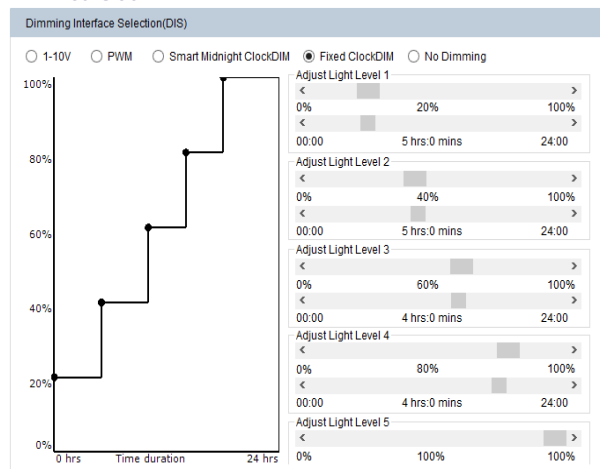 Dimming Interface Selection(DIS)
1-10V PWM Smart Midnight ClockDIM Fixed ClockDIM No Dimming
100%
80%
60%
40%
20%
0%
0 hrs Time duration 24 hrs
Adjust Light Level 1
0% 20% 100%
00:00 5 hrs:0 mins 24:00
Adjust Light Level 2
0% 40% 100%
00:00 5 hrs:0 mins 24:00
Adjust Light Level 3
0% 60% 100%
00:00 4 hrs:0 mins 24:00
Adjust Light Level 4
0% 80% 100%
00:00 4 hrs:0 mins 24:00
Adjust Light Level 5
0% 100% 100%